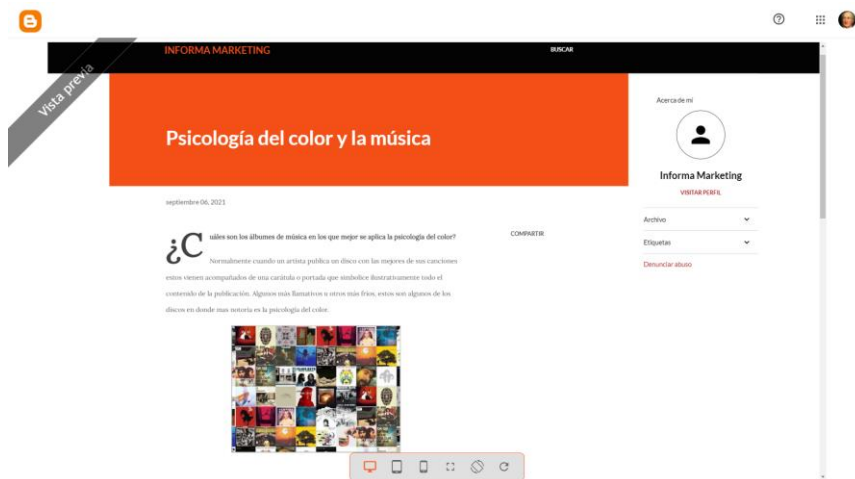 INFORMA MARKETING
BUSCAR
Vista previa
Psicología del color y la música
Acerca de mi
Informa Marketing
VISITAR PERFIL
Archivo
Etiquetas
Denunciar abuso
septiembre 06, 2021
COMPARTIR
¿Cuáles son los álbumes de música en los que mejor se aplica la psicología del color?
Normalmente cuando un artista publica un disco con las mejores de sus canciones
estos vienen acompañados de una carátula o portada que simbolice ilustrativamente todo el
contenido de la publicación. Algunos más llamativos u otros más fríos, estos son algunos de los
discos en donde mas notoria es la psicología del color.